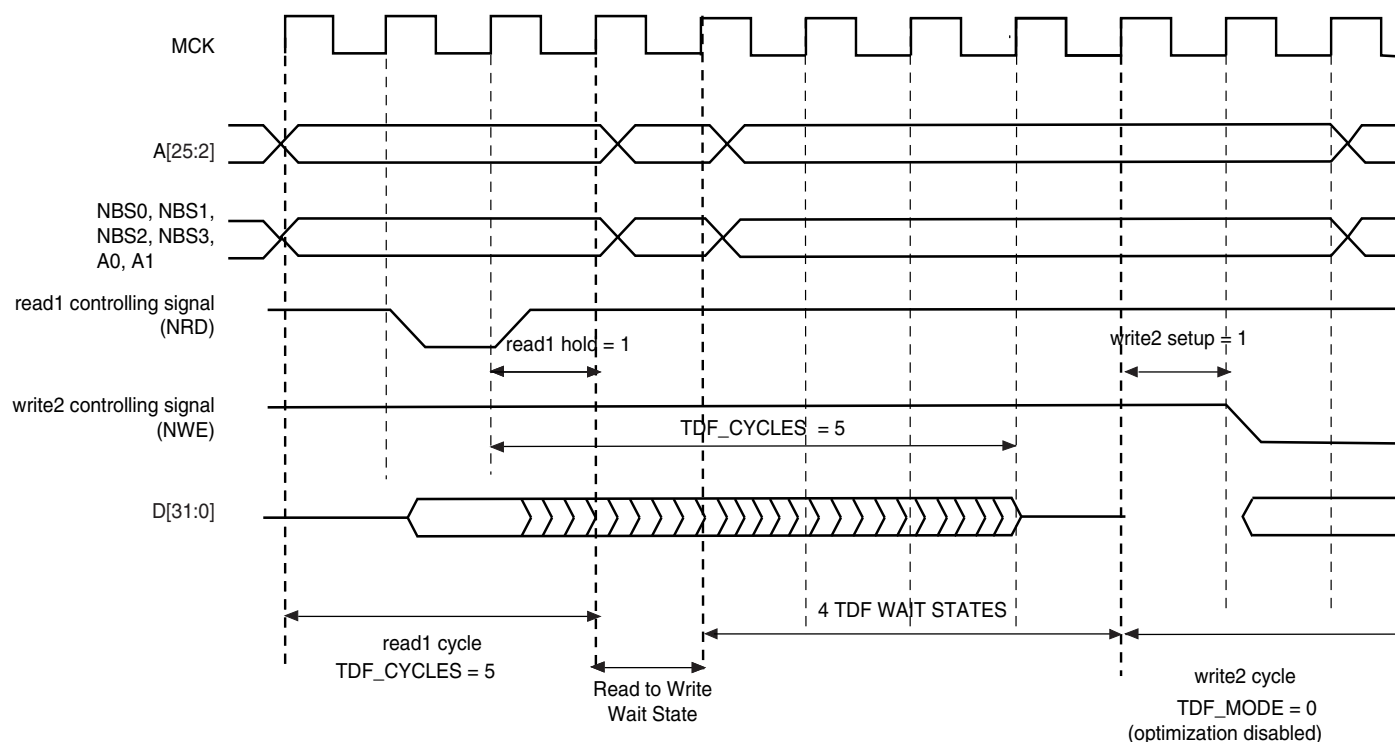 MCK
A[25:2]
NBS0, NBS1,
NBS2, NBS3,
A0, A1
read1 controlling signal
(NRD)
read1 hold = 1
write2 setup = 1
write2 controlling signal
(NWE)
TDF_CYCLES = 5
D[31:0]
4 TDF WAIT STATES
read1 cycle
TDF_CYCLES = 5
Read to Write
Wait State
write2 cycle
TDF_MODE = 0
(optimization disabled)